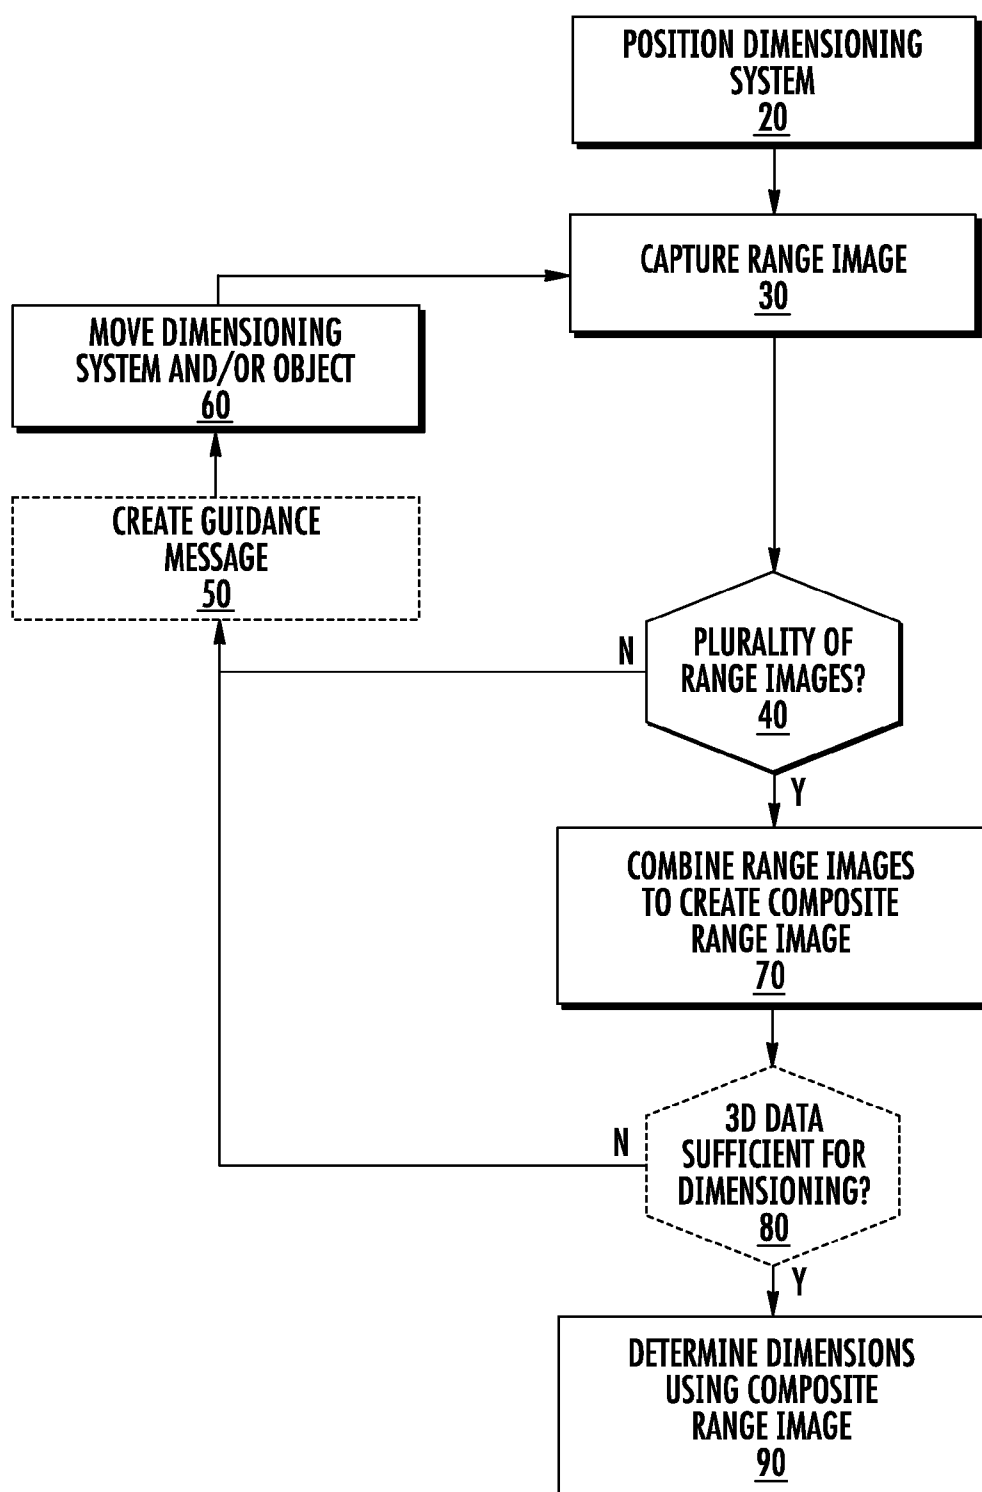 POSITION DIMENSIONING
SYSTEM
20
CAPTURE RANGE IMAGE
30
MOVE DIMENSIONING
SYSTEM AND/OR OBJECT
60
CREATE GUIDANCE
MESSAGE
50
N
PLURALITY OF
RANGE IMAGES?
40
Y
COMBINE RANGE IMAGES
TO CREATE COMPOSITE
RANGE IMAGE
70
N
3D DATA
SUFFICIENT FOR
DIMENSIONING?
80
Y
DETERMINE DIMENSIONS
USING COMPOSITE
RANGE IMAGE
90